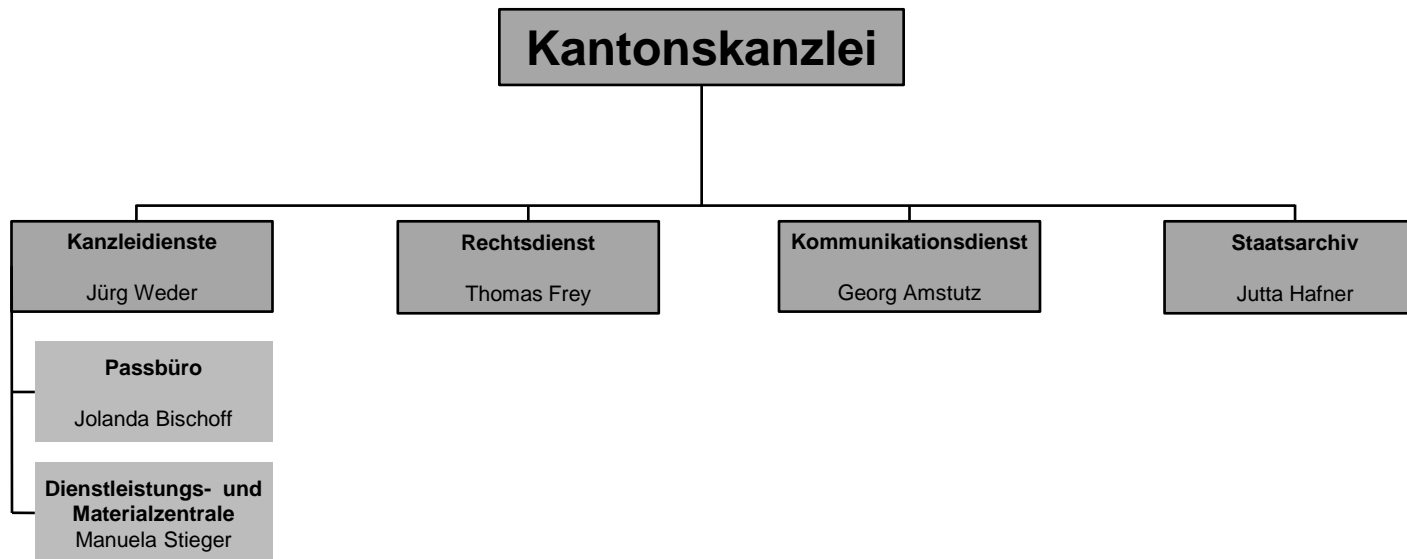 Kantonskanzlei
Kanzleidienste
Jürg Weder
Rechtsdienst
Thomas Frey
Kommunikationsdienst
Georg Amstutz
Staatsarchiv
Jutta Hafner
Passbüro
Jolanda Bischoff
Dienstleistungs- und
Materialzentrale
Manuela Stieger